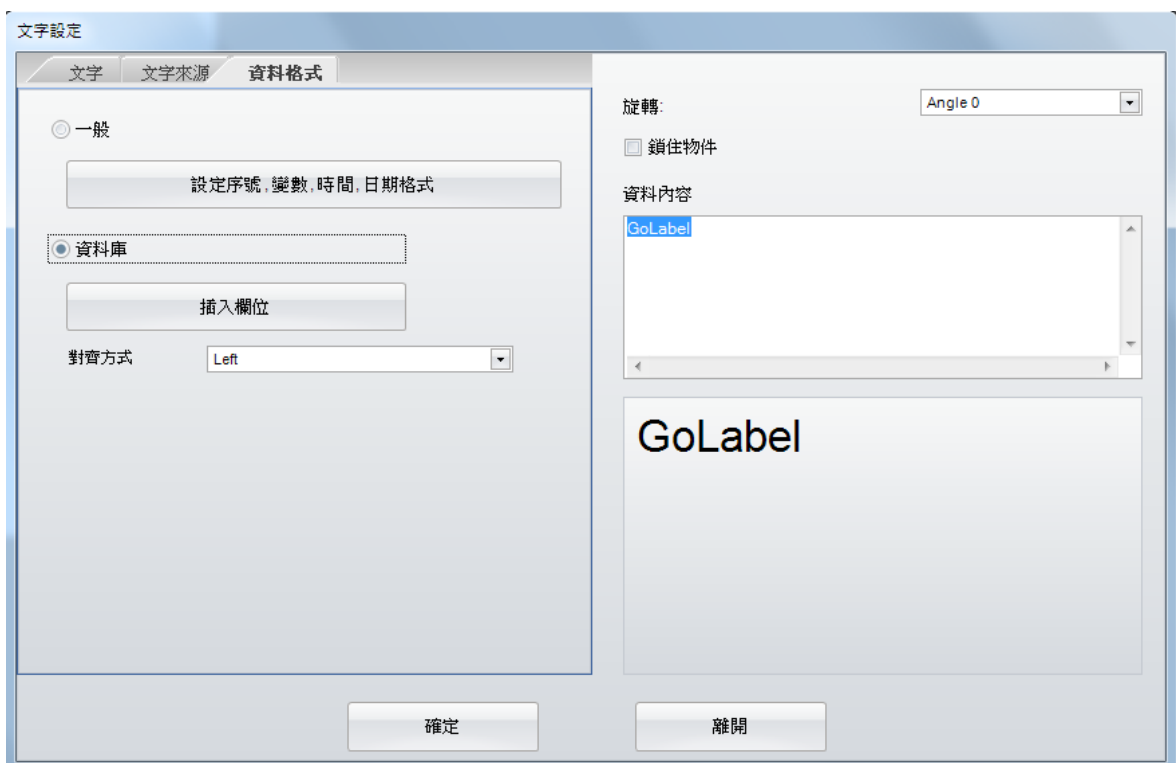 文字設定
文字
文字來源
資料格式
一般
設定序號,變數,時間,日期格式
資料庫
插入欄位
對齊方式
Left
旋轉:
Angle 0
鎖住物件
資料內容
GoLabel
GoLabel
確定
離開